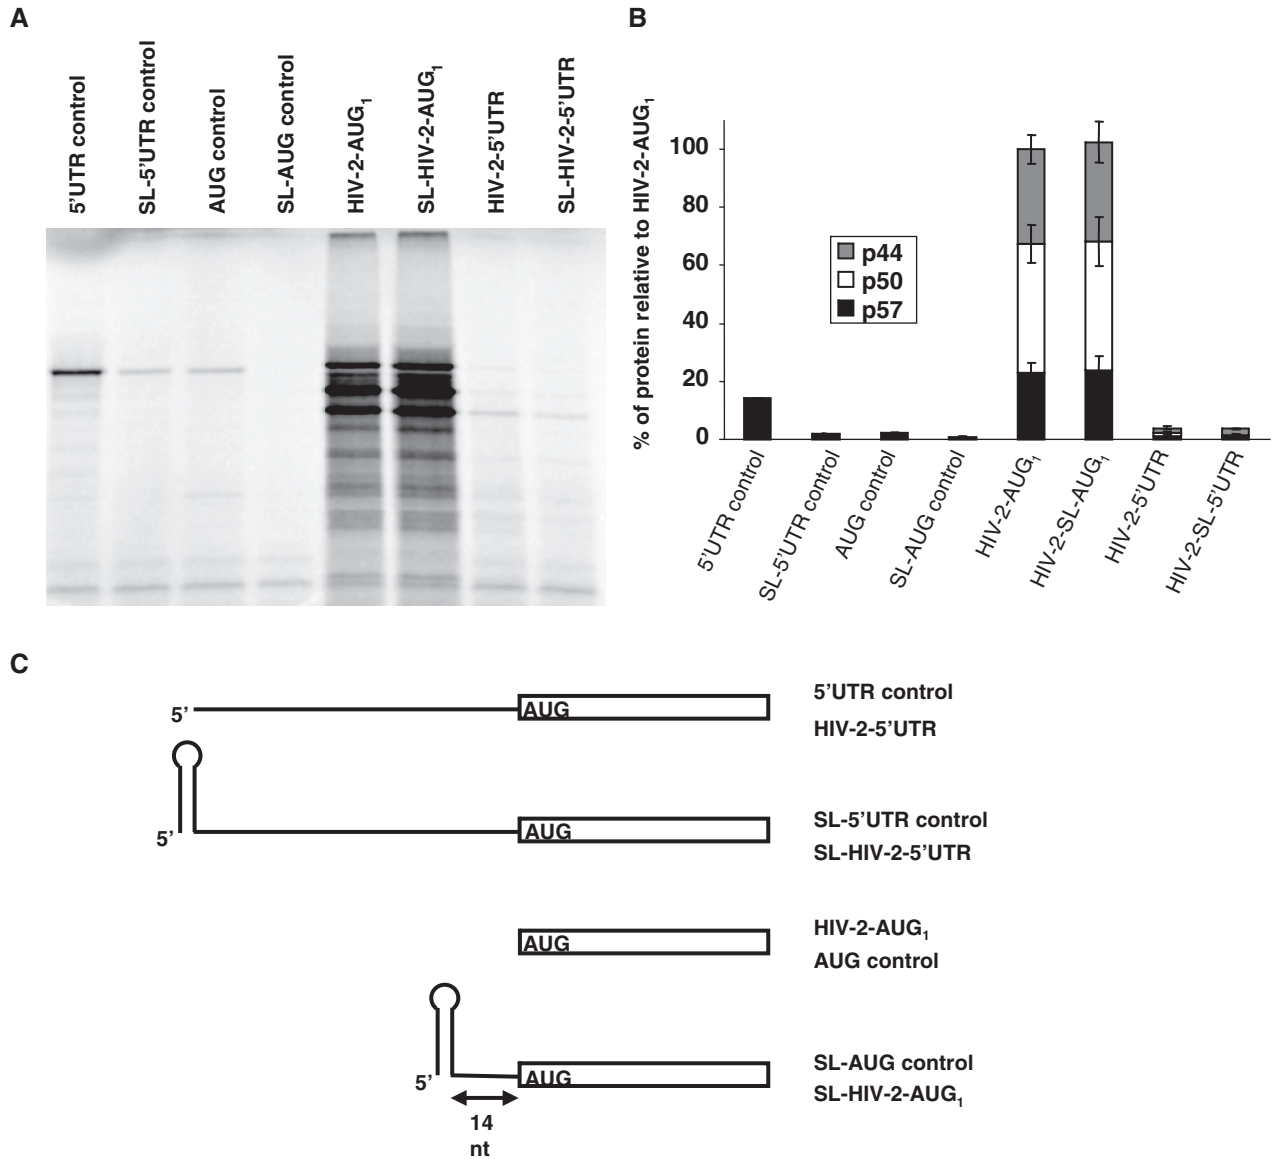 A
5'UTR control
SL-5'UTR control
AUG control
SL-AUG control
HIV-2-AUG1
SL-HIV-2-AUG1
HIV-2-5'UTR
SL-HIV-2-5'UTR
B
% of protein relative to HIV-2-AUG1
100
80
60
40
20
0
p44
p50
p57
5'UTR control
SL-5'UTR control
AUG control
SL-AUG control
HIV-2-AUG1
HIV-2-SL-AUG1
HIV-2-5'UTR
HIV-2-SL-5'UTR
C
5'
AUG
5'UTR control
HIV-2-5'UTR
5'
AUG
SL-5'UTR control
SL-HIV-2-5'UTR
AUG
HIV-2-AUG1
AUG control
5'
AUG
SL-AUG control
SL-HIV-2-AUG1
14
nt